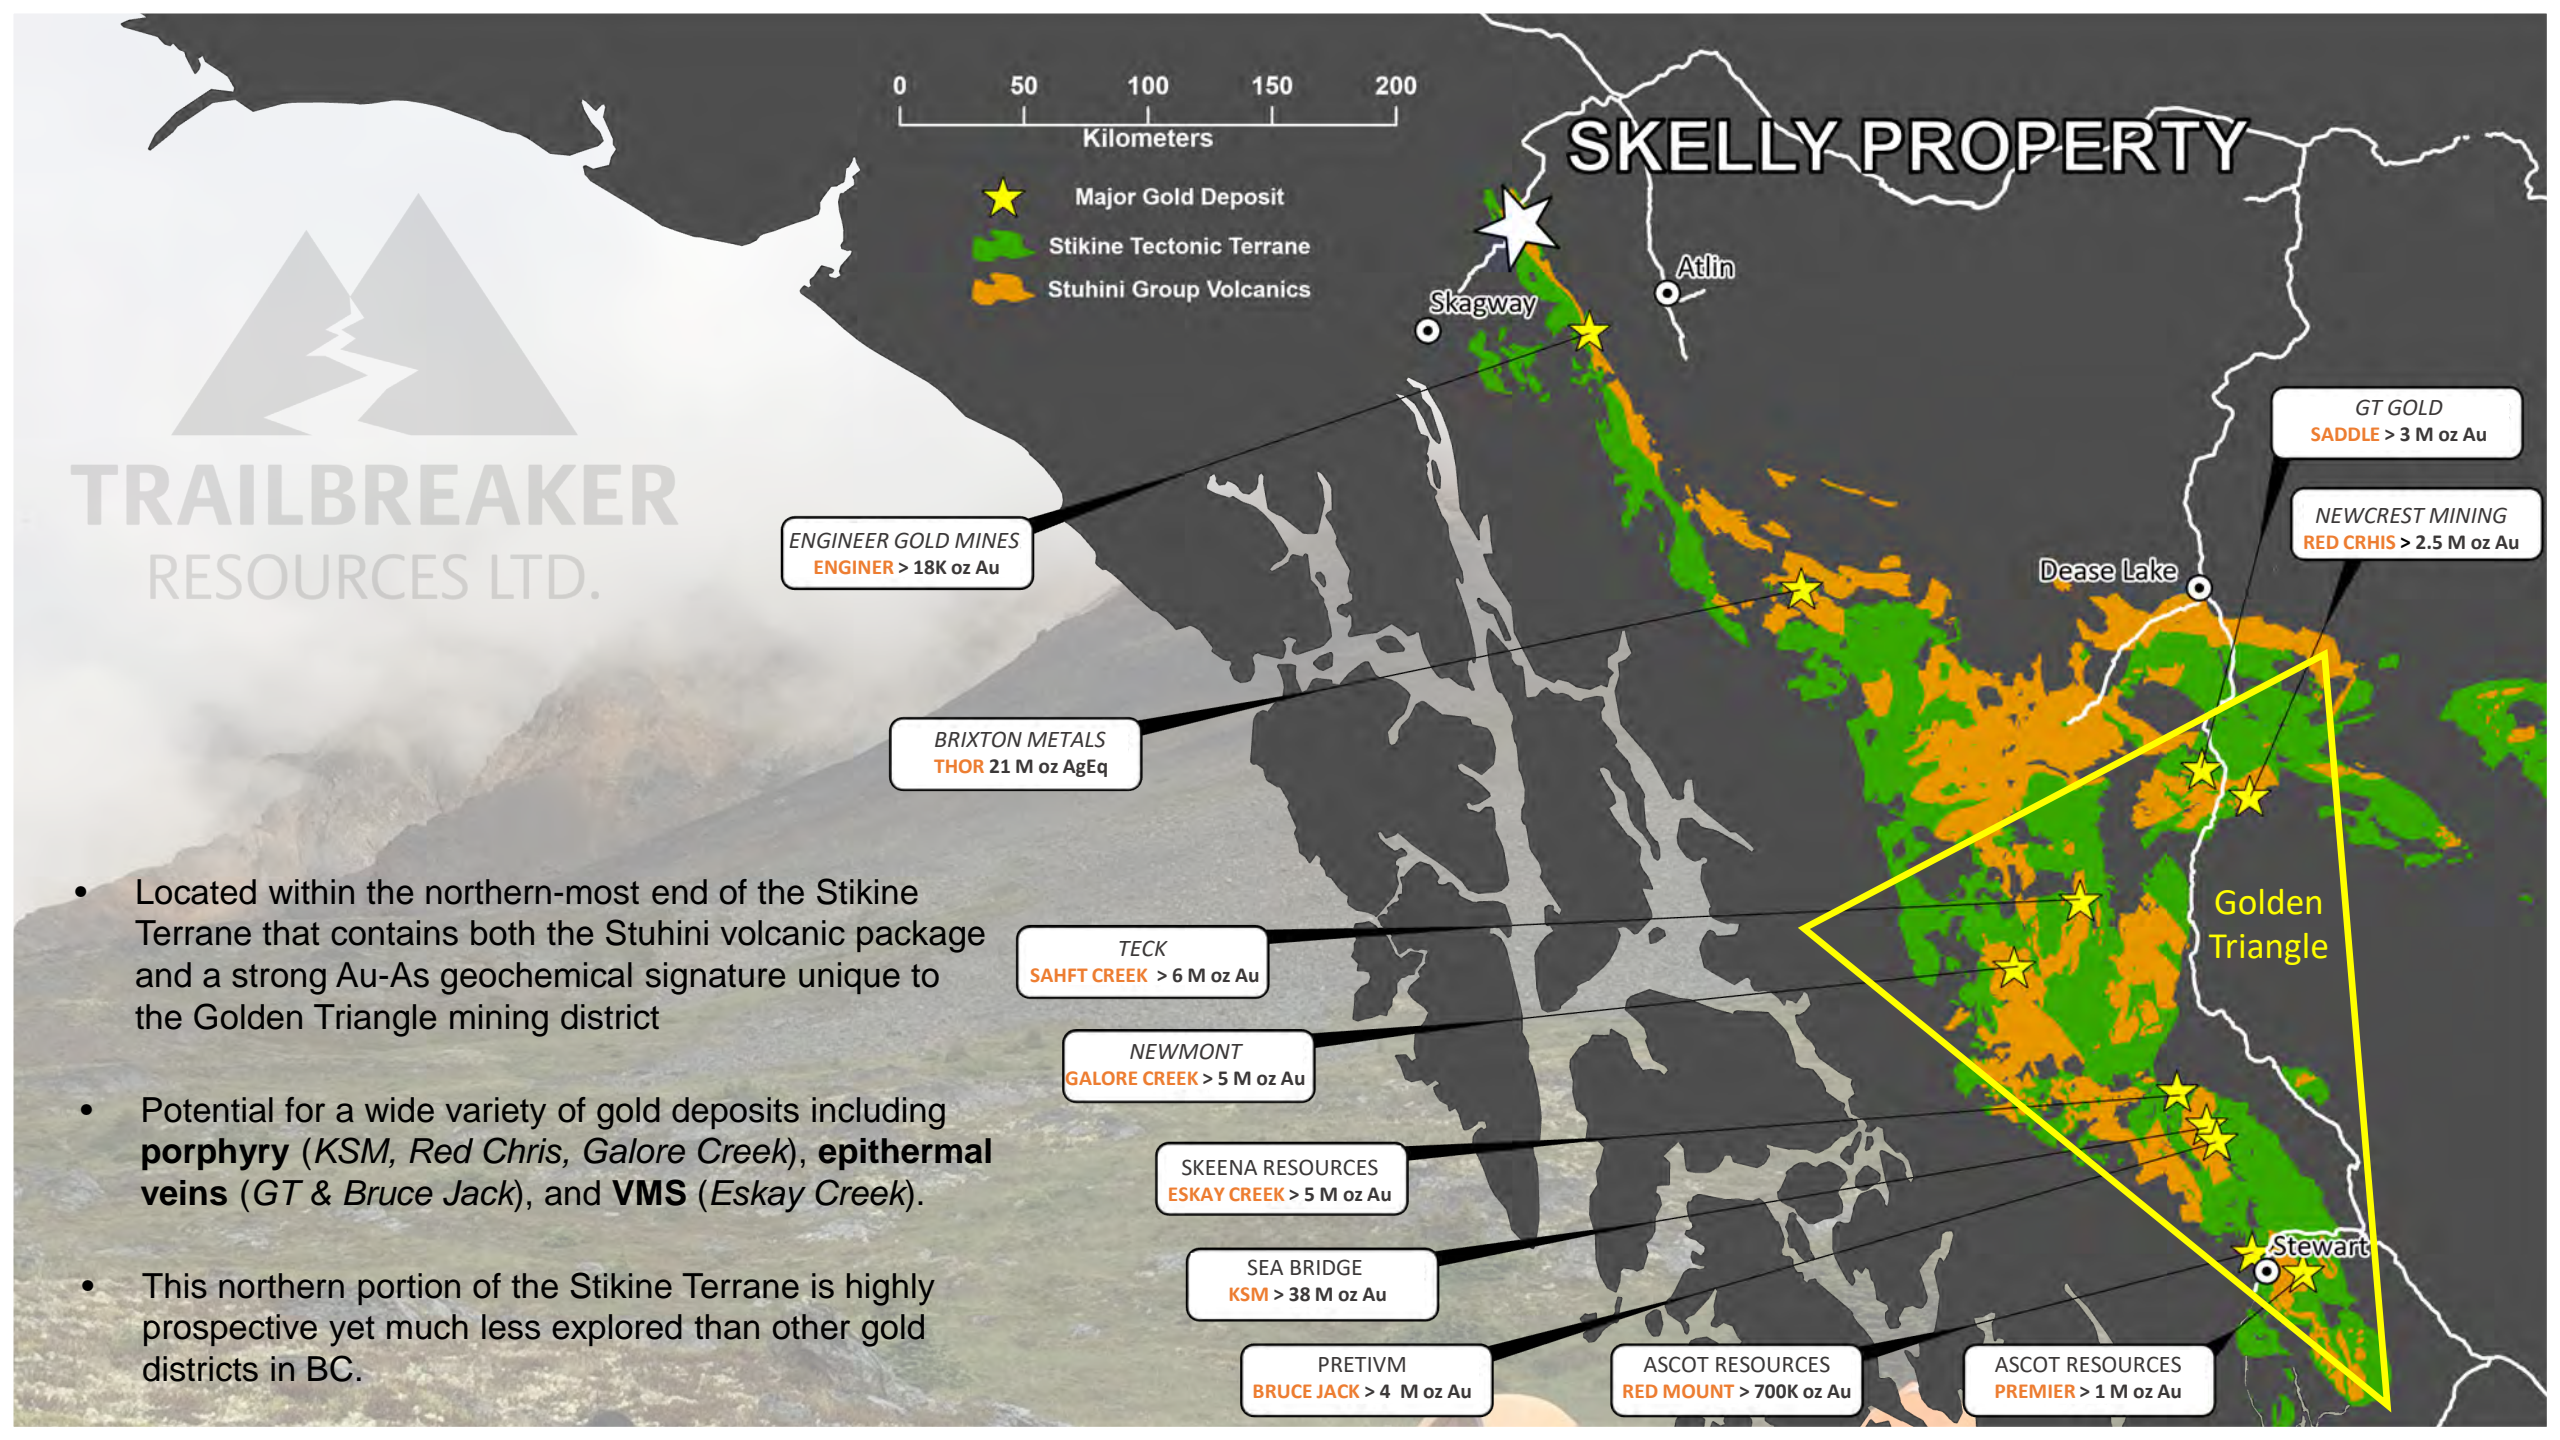 0 50 100 150 200
Kilometers
Major Gold Deposit
Stikine Tectonic Terrane
Stuhini Group Volcanics
SKELLY PROPERTY
Atlin
Skagway
TRAILBREAKER
RESOURCES LTD.
GT GOLD
SADDLE > 3 M oz Au
NEWCREST MINING
RED CRHIS > 2.5 M oz Au
Dease Lake
ENGINEER GOLD MINES
ENGINER > 18K oz Au
BRIXTON METALS
THOR 21 M oz AgEq
Golden
Triangle
• Located within the northern-most end of the Stikine
Terrane that contains both the Stuhini volcanic package
and a strong Au-As geochemical signature unique to
the Golden Triangle mining district
• Potential for a wide variety of gold deposits including
porphyry (KSM, Red Chris, Galore Creek), epithermal
veins (GT & Bruce Jack), and VMS (Eskay Creek).
• This northern portion of the Stikine Terrane is highly
prospective yet much less explored than other gold
districts in BC.
TECK
SAHFT CREEK > 6 M oz Au
NEWMONT
GALORE CREEK > 5 M oz Au
SKEENA RESOURCES
ESKAY CREEK > 5 M oz Au
SEA BRIDGE
KSM > 38 M oz Au
Stewart
PRETIVM
BRUCE JACK > 4 M oz Au
ASCOT RESOURCES
RED MOUNT > 700K oz Au
ASCOT RESOURCES
PREMIER > 1 M oz Au